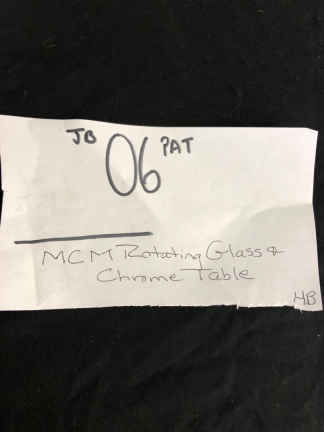 JB 06 PAT
MCM Rotating Glass &
Chrome Table
HB